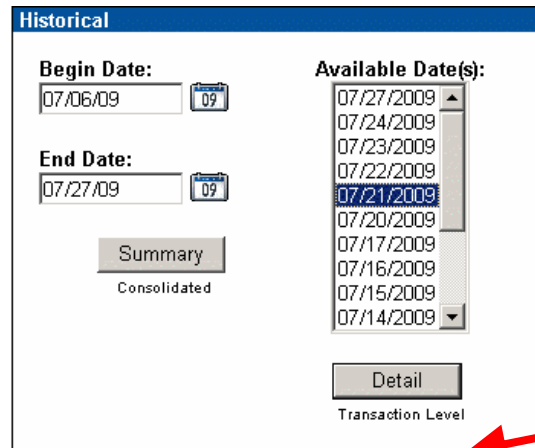 Historical
Begin Date:
07/06/09
09
End Date:
07/27/09
09
Summary
Consolidated
Available Date(s):
07/27/2009
07/24/2009
07/23/2009
07/22/2009
07/21/2009
07/20/2009
07/17/2009
07/16/2009
07/15/2009
07/14/2009
Detail
Transaction Level